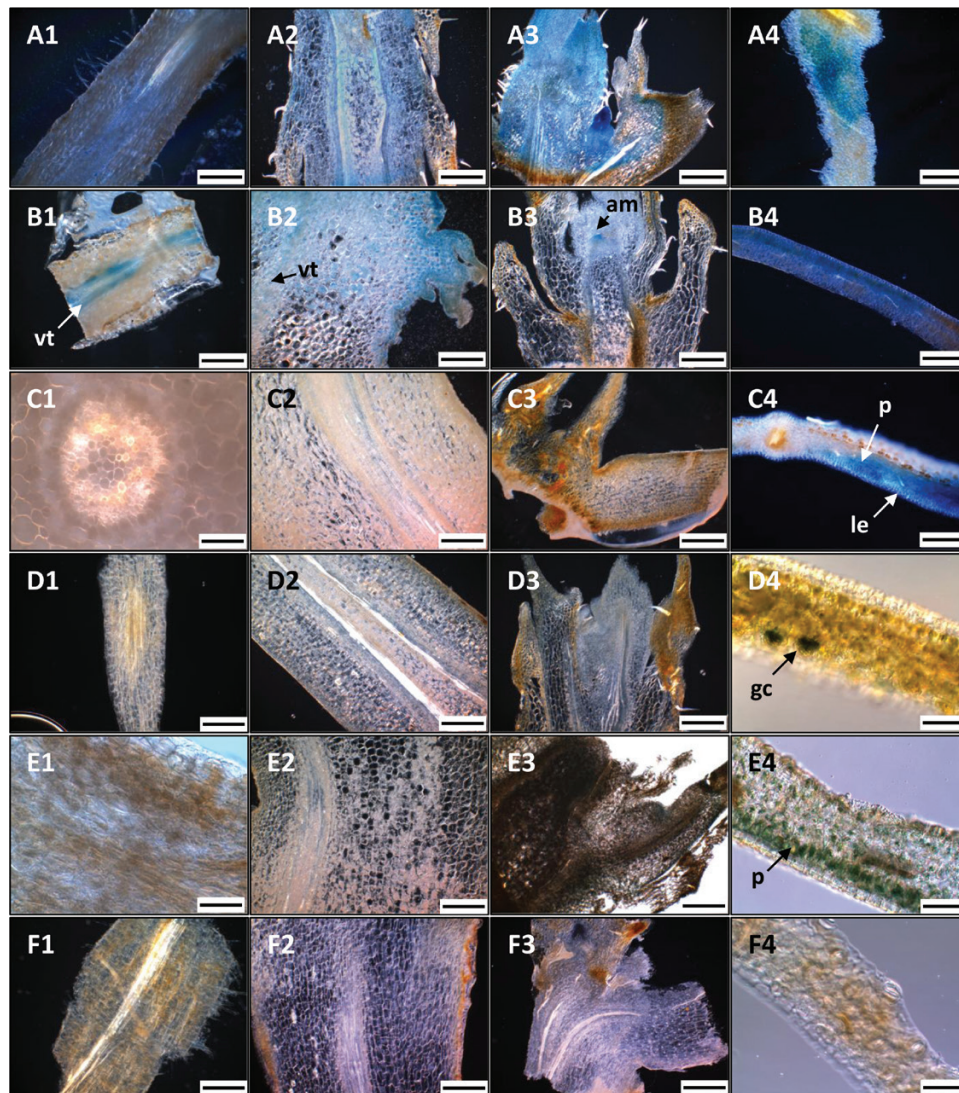 A1 A2 A3 A4
B1 vt B2 vt B3 am B4
C1 C2 C3 C4 p le
D1 D2 D3 D4 gc
E1 E2 E3 E4 p
F1 F2 F3 F4